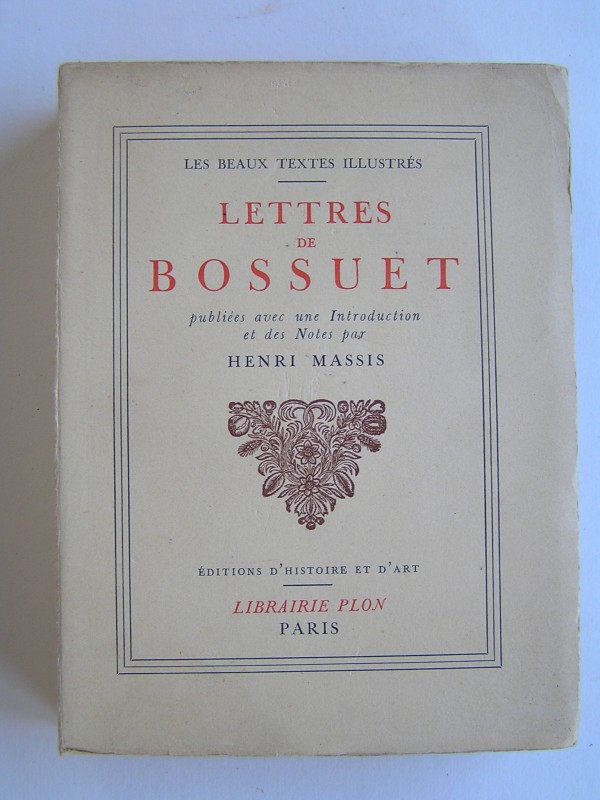 LES BEAUX TEXTES ILLUSTRÉS
LETTRES
DE
BOSSUET
publiées avec une Introduction
et des Notes par
HENRI MASSIS
ÉDITIONS D'HISTOIRE ET D'ART
LIBRAIRIE PLON
PARIS